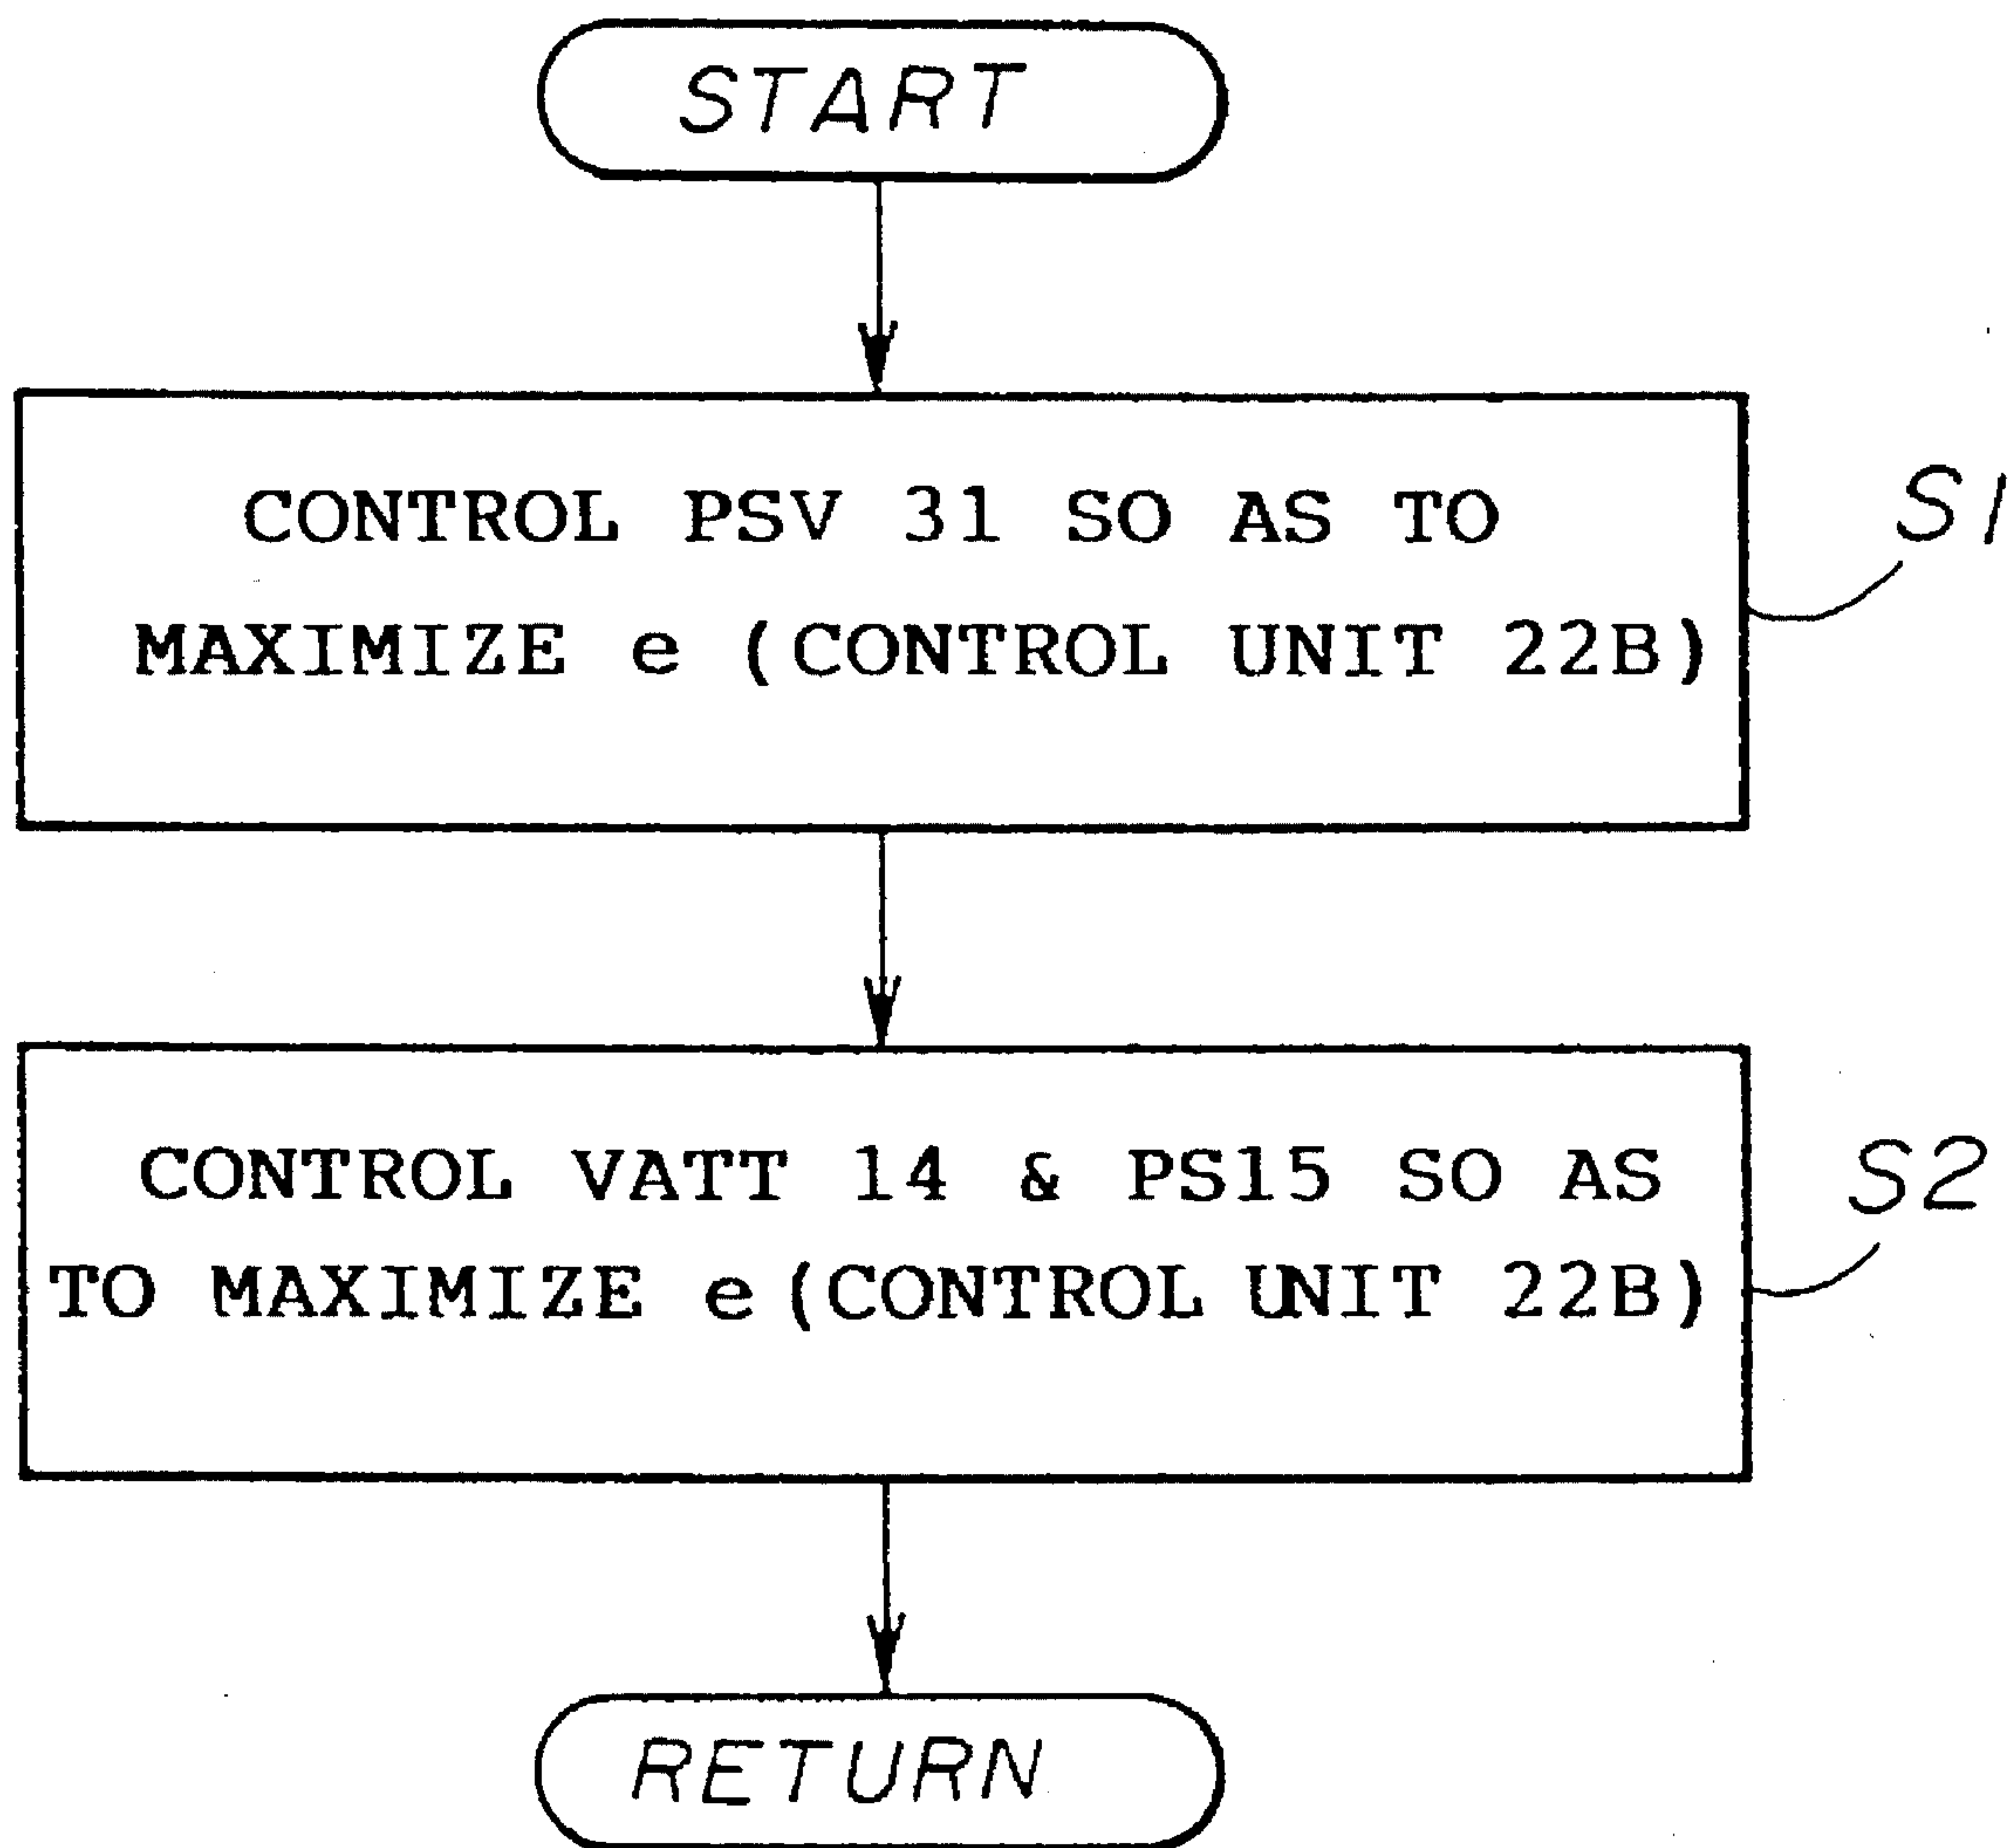 START
CONTROL PSV 31 SO AS TO
MAXIMIZE e (CONTROL UNIT 22B)
S1
CONTROL VATT 14 & PS15 SO AS
TO MAXIMIZE e (CONTROL UNIT 22B)
S2
RETURN